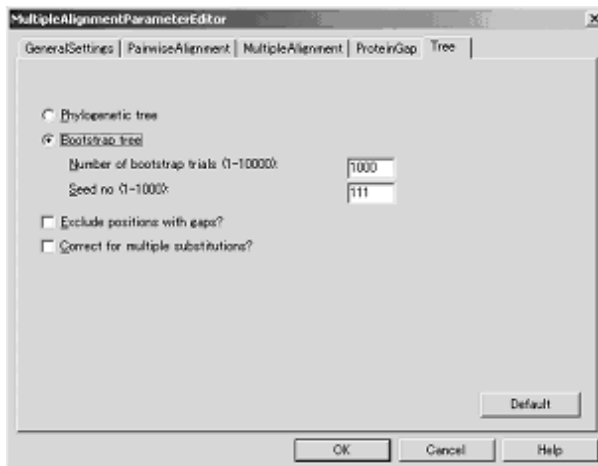 MultipleAlignmentParameterEditor
GeneralSettings PairwiseAlignment MultipleAlignment ProteinGap Tree
Phylogenetic tree
Bootstrap tree
Number of bootstrap trials (1-10000): 1000
Seed no (1-1000): 111
Exclude positions with gaps?
Correct for multiple substitutions?
Default
OK Cancel Help